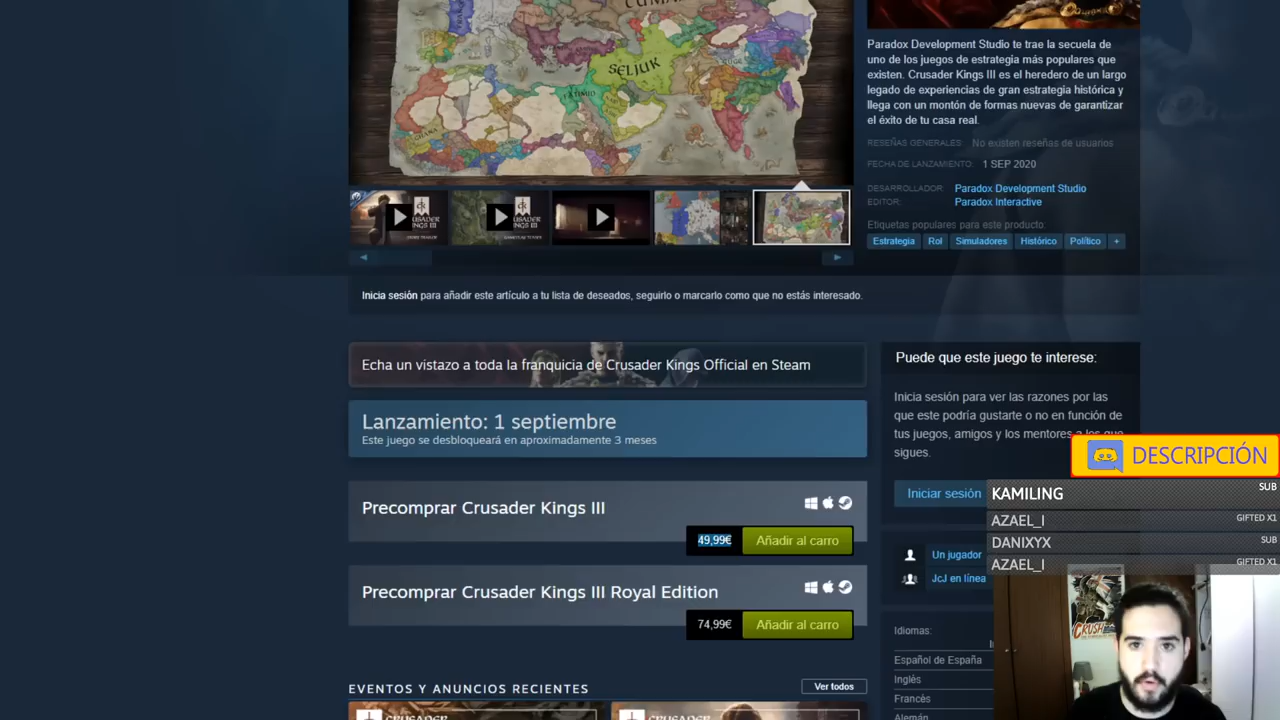 SELJUK
Paradox Development Studio te trae la secuela de
uno de los juegos de estrategia más populares que
existen. Crusader Kings III es el heredero de un largo
legado de experiencias de gran estrategia histórica y
llega con un montón de formas nuevas de garantizar
el éxito de tu casa real.
RESEÑAS GENERALES: No existen reseñas de usuarios
FECHA DE LANZAMIENTO: 1 SEP 2020
DESARROLLADOR: Paradox Development Studio
EDITOR: Paradox Interactive
Etiquetas populares para este producto:
Estrategia Rol Simuladores Histórico Político +
Inicia sesión para añadir este artículo a tu lista de deseados, seguirlo o marcarlo como que no estás interesado.
Echa un vistazo a toda la franquicia de Crusader Kings Official en Steam
Lanzamiento: 1 septiembre
Este juego se desbloqueará en aproximadamente 3 meses
Precomprar Crusader Kings III
49,99€ Añadir al carro
Precomprar Crusader Kings III Royal Edition
74,99€ Añadir al carro
EVENTOS Y ANUNCIOS RECIENTES Ver todos
Puede que este juego te interese:
Inicia sesión para ver las razones por las
que este podría gustarte o no en función de
tus juegos, amigos y los mentores a los que
sigues.
DESCRIPCIÓN
Iniciar sesión
KAMILING SUB
AZAEL_I GIFTED X1
DANIXYX SUB
AZAEL_I GIFTED X1
Un jugador
JcJ en línea
Idiomas:
Español de España
Inglés
Francés
Alemán
CRUSADER